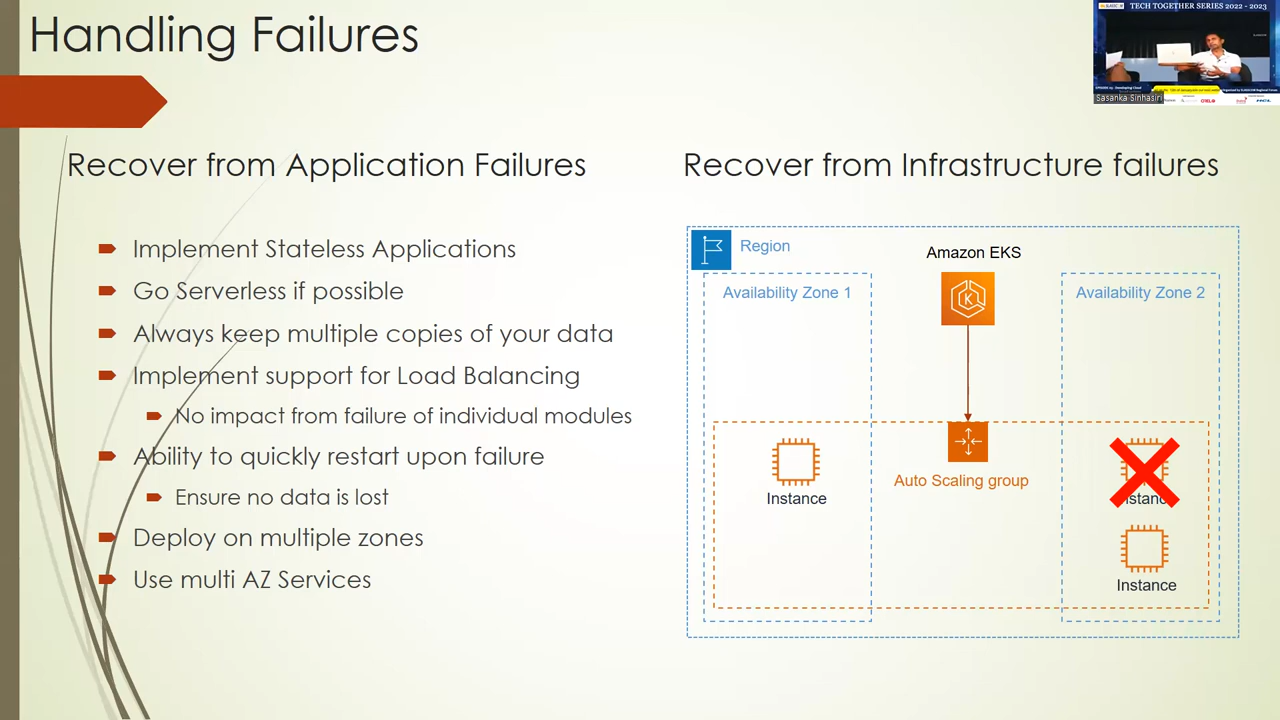 Handling Failures
TECH TOGETHER SERIES 2022 - 2023
Sasanka Sinhasiri
Recover from Application Failures
Implement Stateless Applications
Go Serverless if possible
Always keep multiple copies of your data
Implement support for Load Balancing
No impact from failure of individual modules
Ability to quickly restart upon failure
Ensure no data is lost
Deploy on multiple zones
Use multi AZ Services
Recover from Infrastructure failures
Region
Amazon EKS
Availability Zone 1
Availability Zone 2
K
Auto Scaling group
Instance
Instance